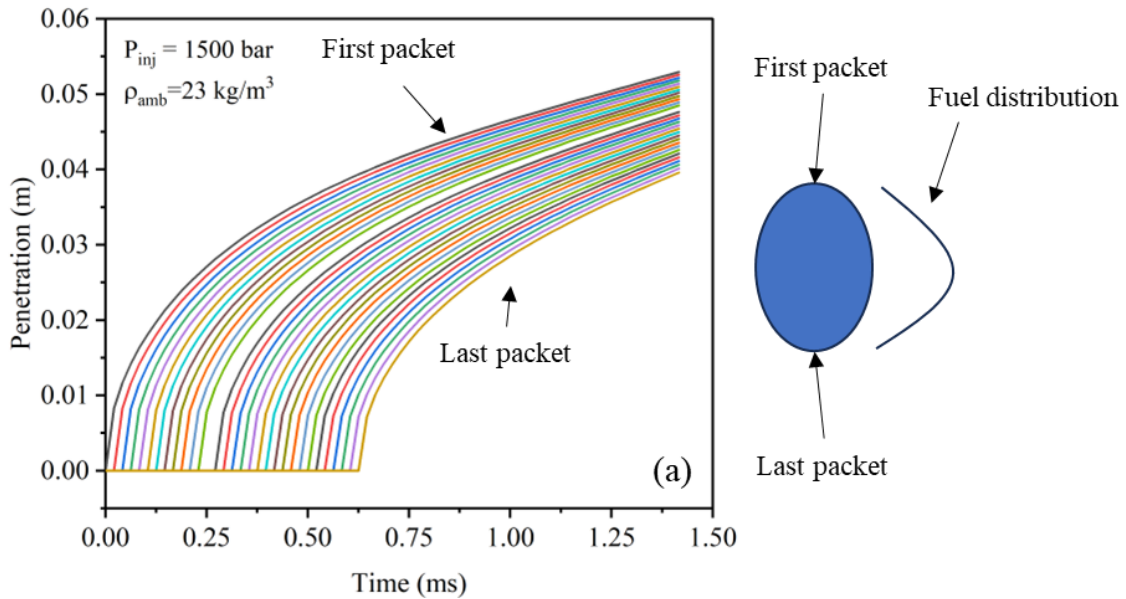 P_inj = 1500 bar
ρ_amb=23 kg/m³
First packet
Last packet
0.06
0.05
0.04
0.03
0.02
0.01
0.00
Penetration (m)
0.00 0.25 0.50 0.75 1.00 1.25 1.50
Time (ms)
(a)
First packet
Fuel distribution
Last packet